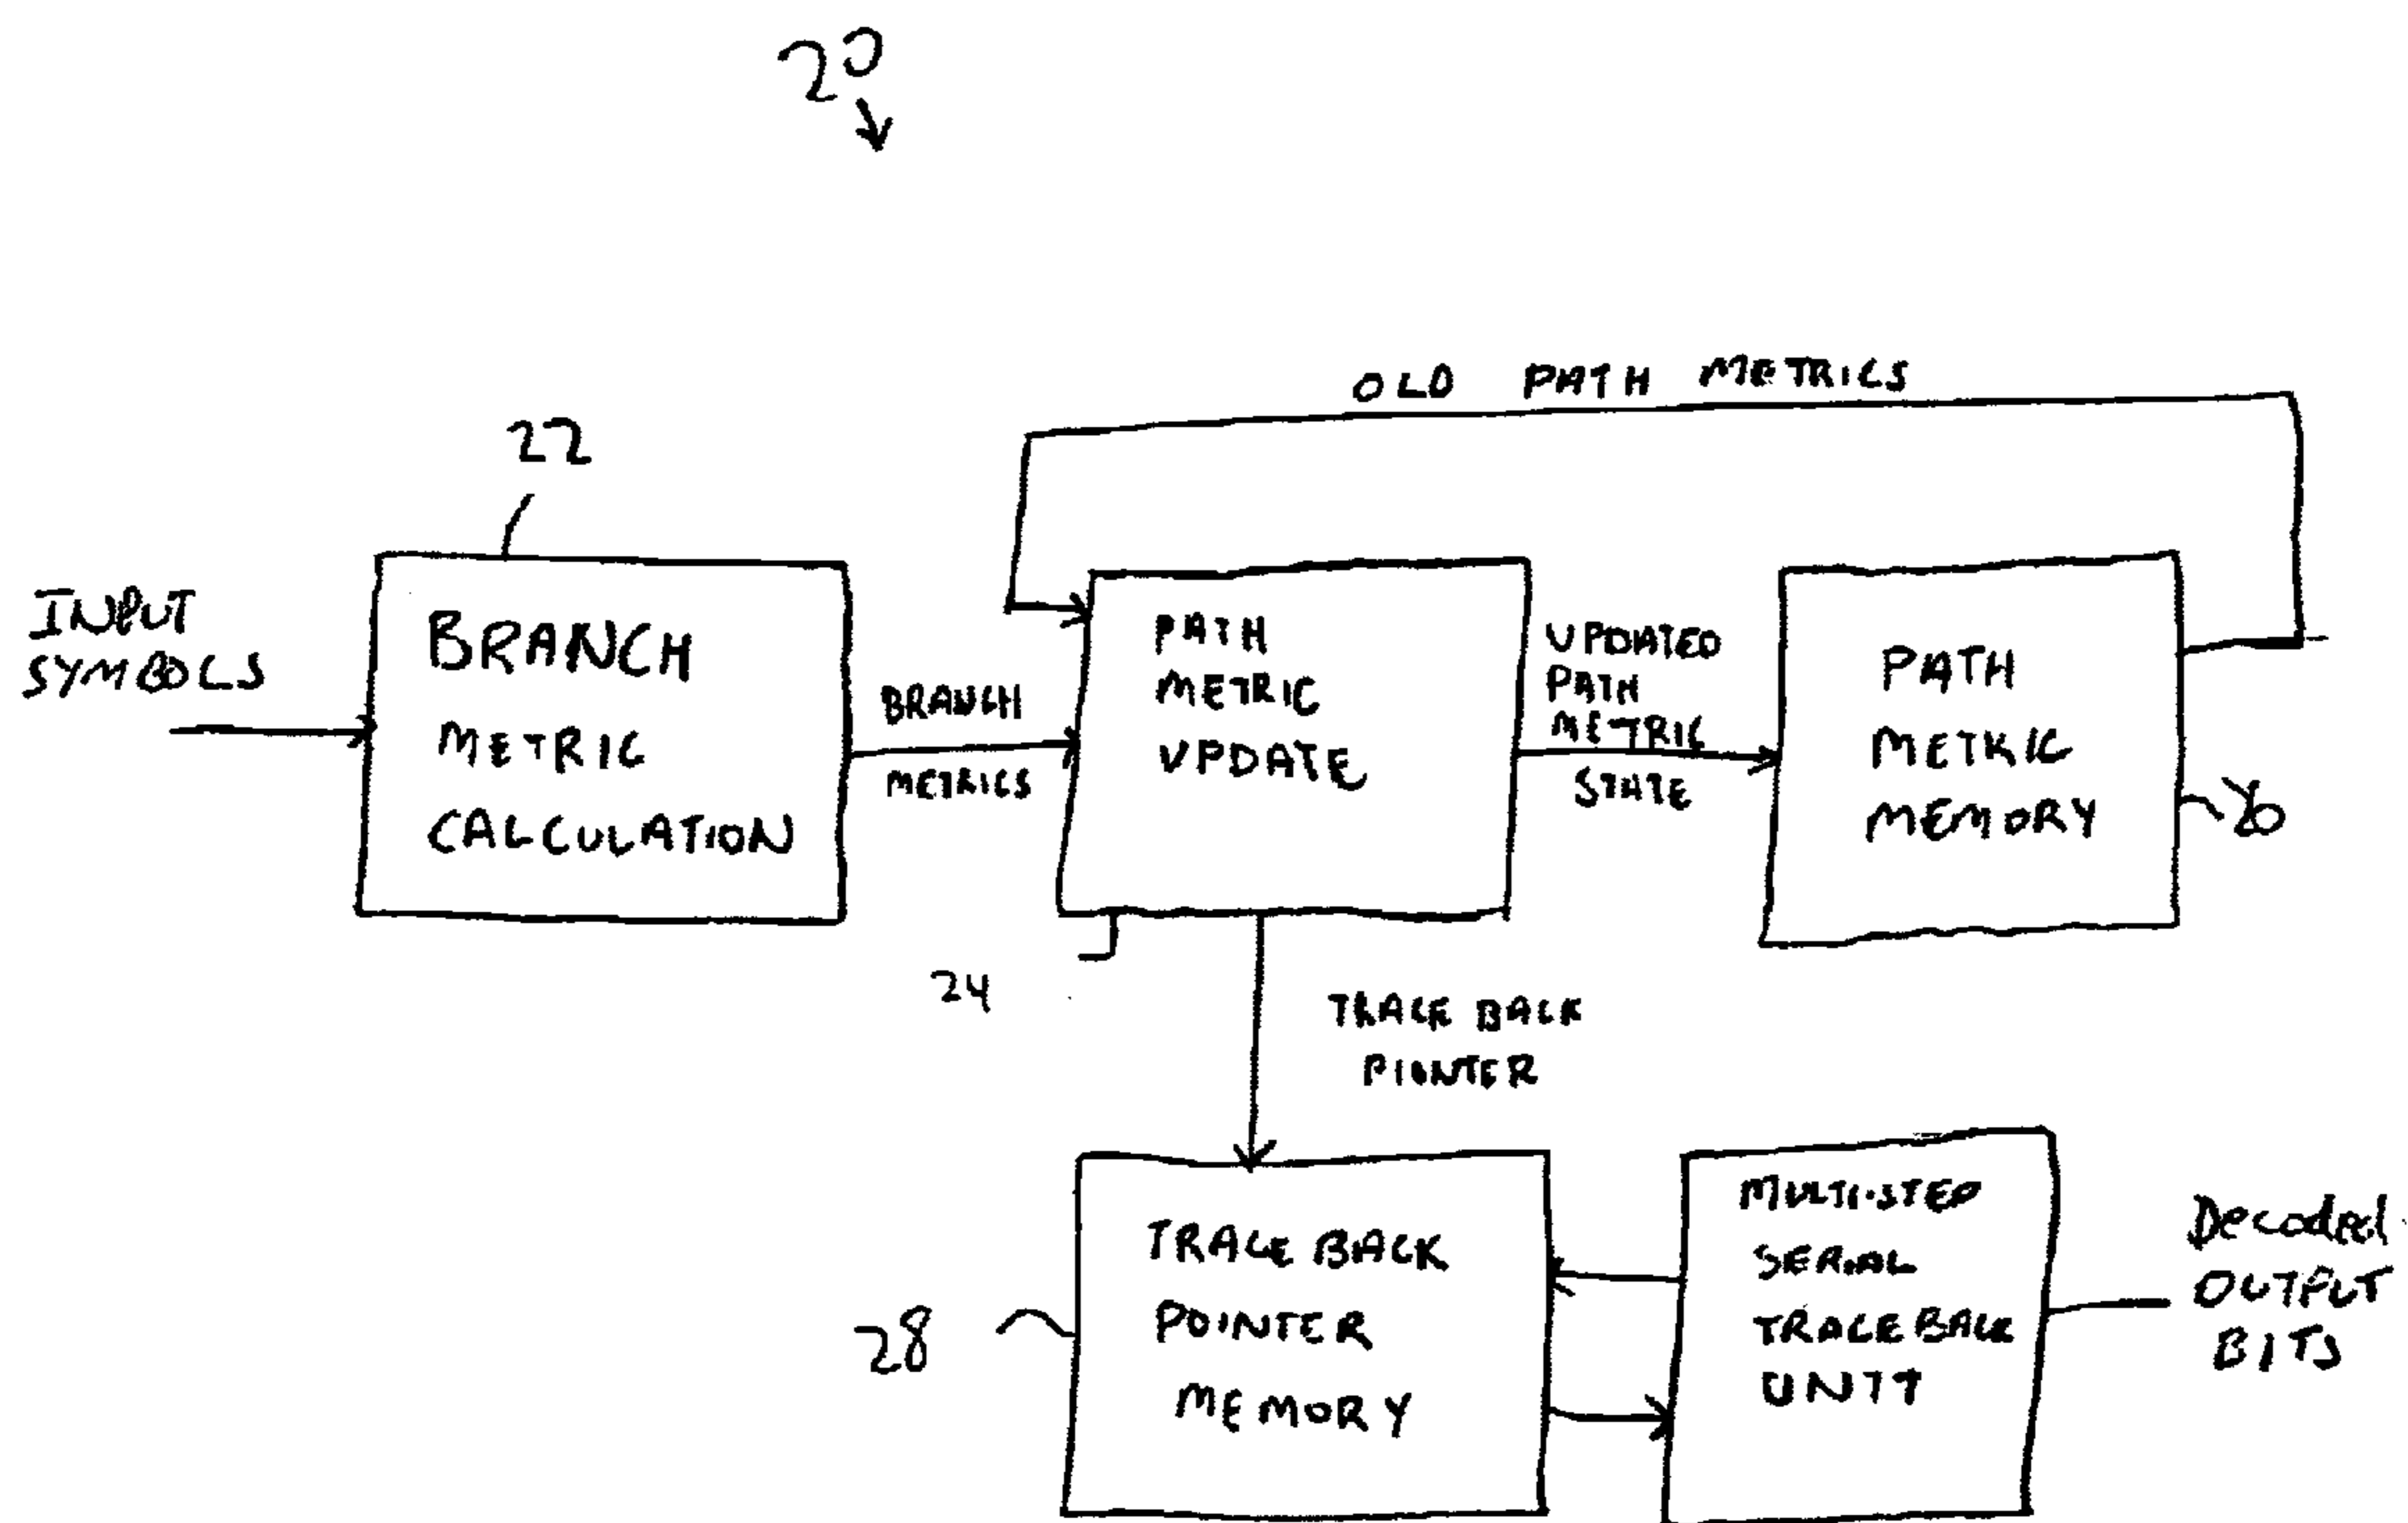 20
OLD PATH METRICS
22
INPUT
SYMBOLS
BRANCH
METRIC
CALCULATION
BRANCH
METRICS
PATH
METRIC
UPDATE
UPDATED
PATH
METRIC
STATE
PATH
METRIC
MEMORY
24
TRACE BACK
PIONTER
TRACE BACK
POINTER
MEMORY
28
MULTI-STEP
SERIAL
TRACEBACK
UNIT
Decoded
OUTPUT
BITS